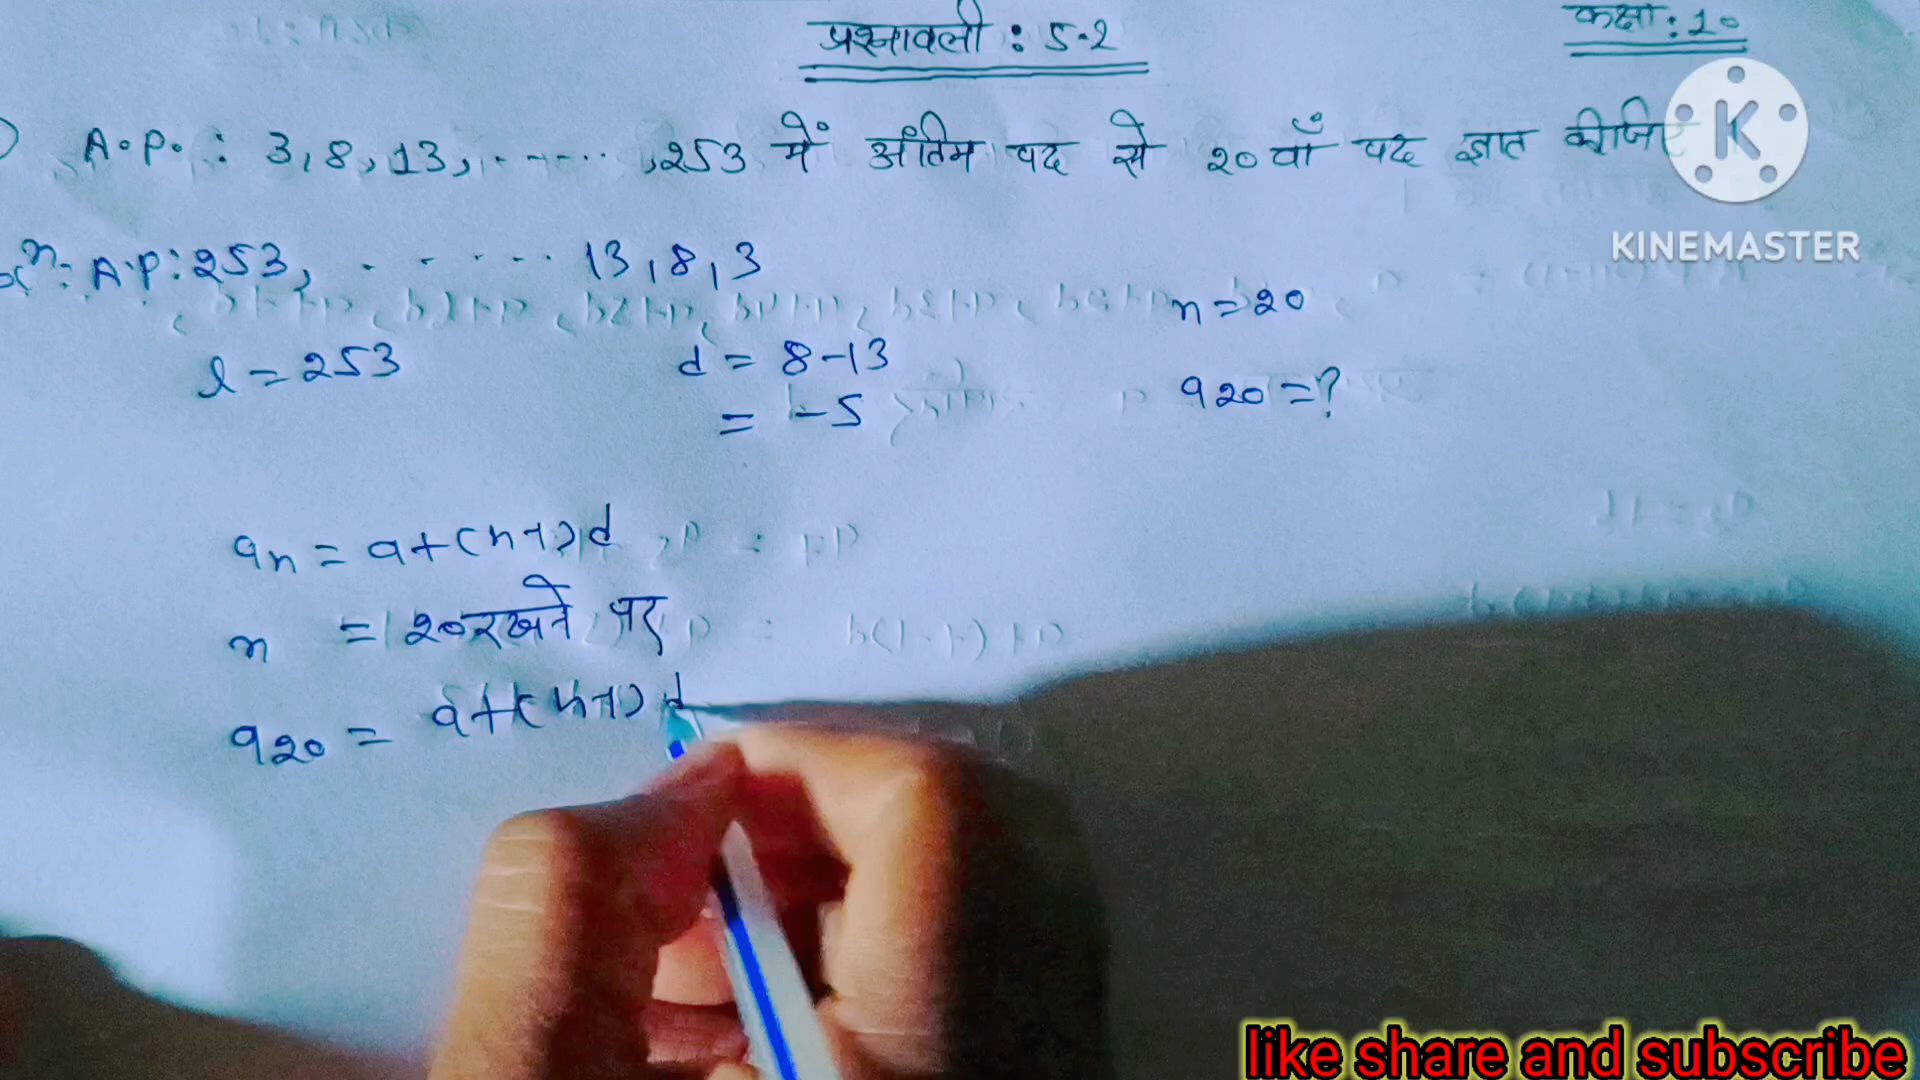 प्रश्नावली : 5.2
कक्षा : 10
A.P. : 3, 8, 13, ........ ,253 में अंतिम पद से 20वाँ पद ज्ञात कीजिए
KINEMASTER
A.P : 253, ....... 13, 8, 3
n = 20
l = 253
d = 8 - 13
a20 = ?
= -5
an = a + (n-1) d
n = 20 रखने पर
a20 = a + (n-1) d
like share and subscribe